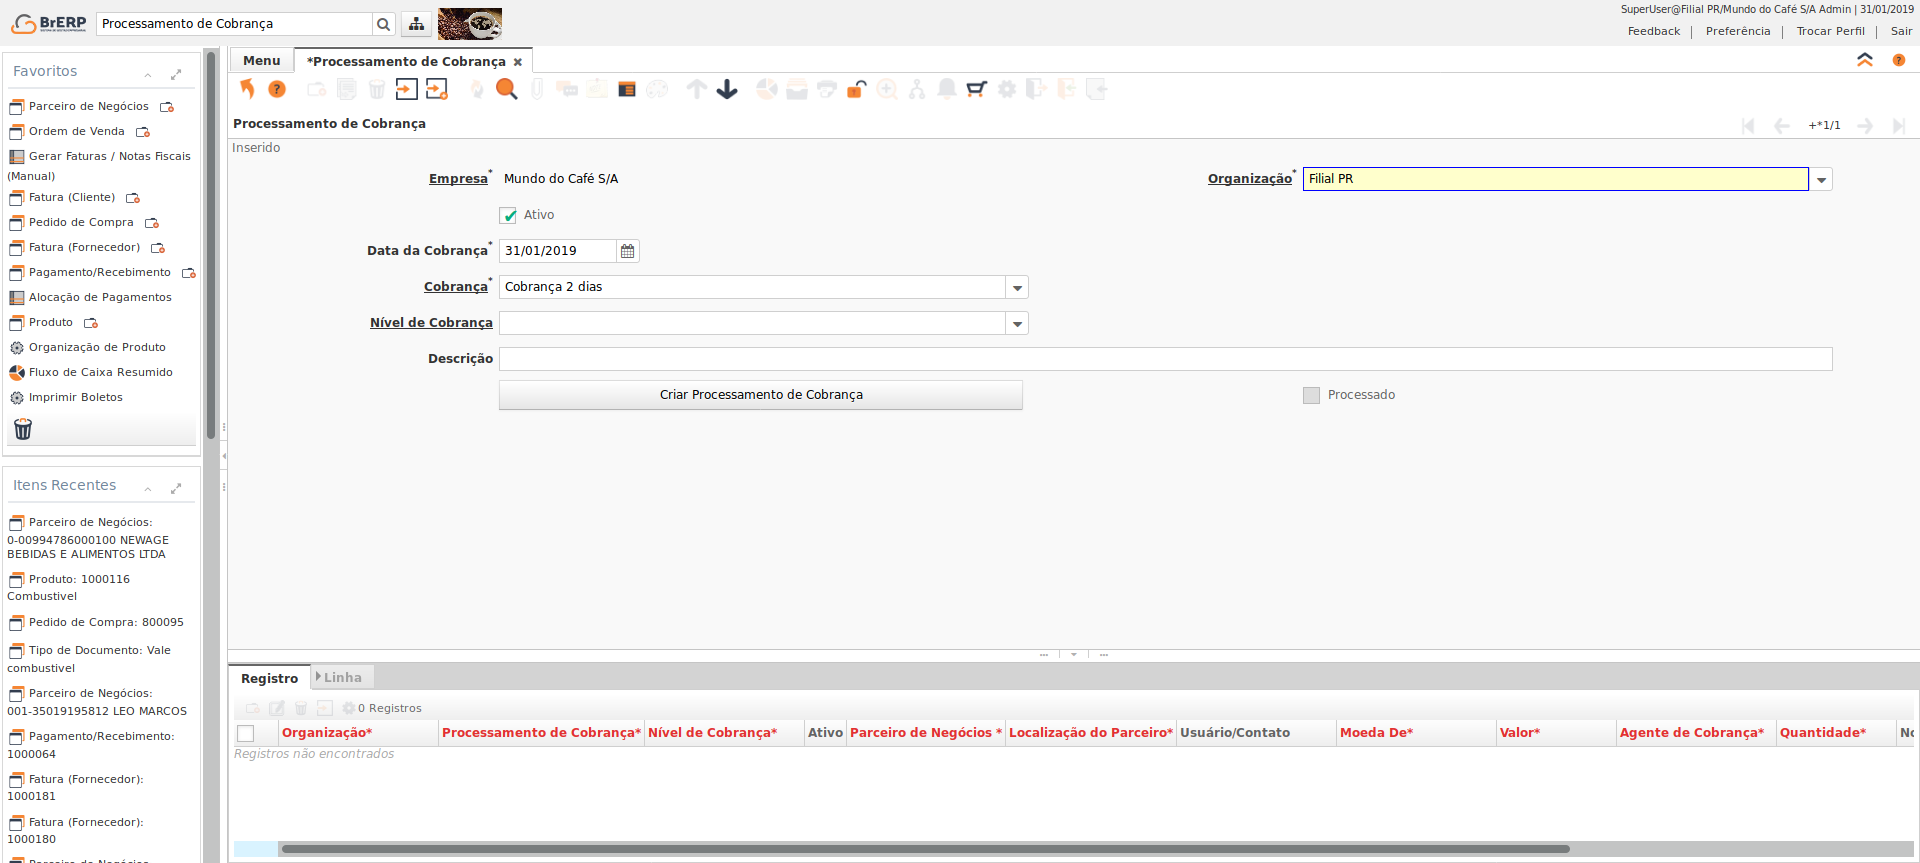 SuperUser@Filial PR/Mundo do Café S/A Admin | 31/01/2019
BrERP
Processamento de Cobrança
Feedback | Preferência | Trocar Perfil | Sair
Favoritos
Parceiro de Negócios
Ordem de Venda
Gerar Faturas / Notas Fiscais
(Manual)
Fatura (Cliente)
Pedido de Compra
Fatura (Fornecedor)
Pagamento/Recebimento
Alocação de Pagamentos
Produto
Organização de Produto
Fluxo de Caixa Resumido
Imprimir Boletos
Itens Recentes
Parceiro de Negócios:
0-00994786000100 NEWAGE
BEBIDAS E ALIMENTOS LTDA
Produto: 1000116
Combustivel
Pedido de Compra: 800095
Tipo de Documento: Vale
combustivel
Parceiro de Negócios:
001-35019195812 LEO MARCOS
Pagamento/Recebimento:
1000064
Fatura (Fornecedor):
1000181
Fatura (Fornecedor):
1000180
Parceiro de Negócios
Menu
*Processamento de Cobrança
Processamento de Cobrança
+*1/1
Inserido
Empresa* Mundo do Café S/A
Organização* Filial PR
Ativo
Data da Cobrança* 31/01/2019
Cobrança* Cobrança 2 dias
Nível de Cobrança
Descrição
Criar Processamento de Cobrança
Processado
Registro
Linha
0 Registros
Organização* Processamento de Cobrança* Nível de Cobrança* Ativo Parceiro de Negócios * Localização do Parceiro* Usuário/Contato Moeda De* Valor* Agente de Cobrança* Quantidade*
Registros não encontrados